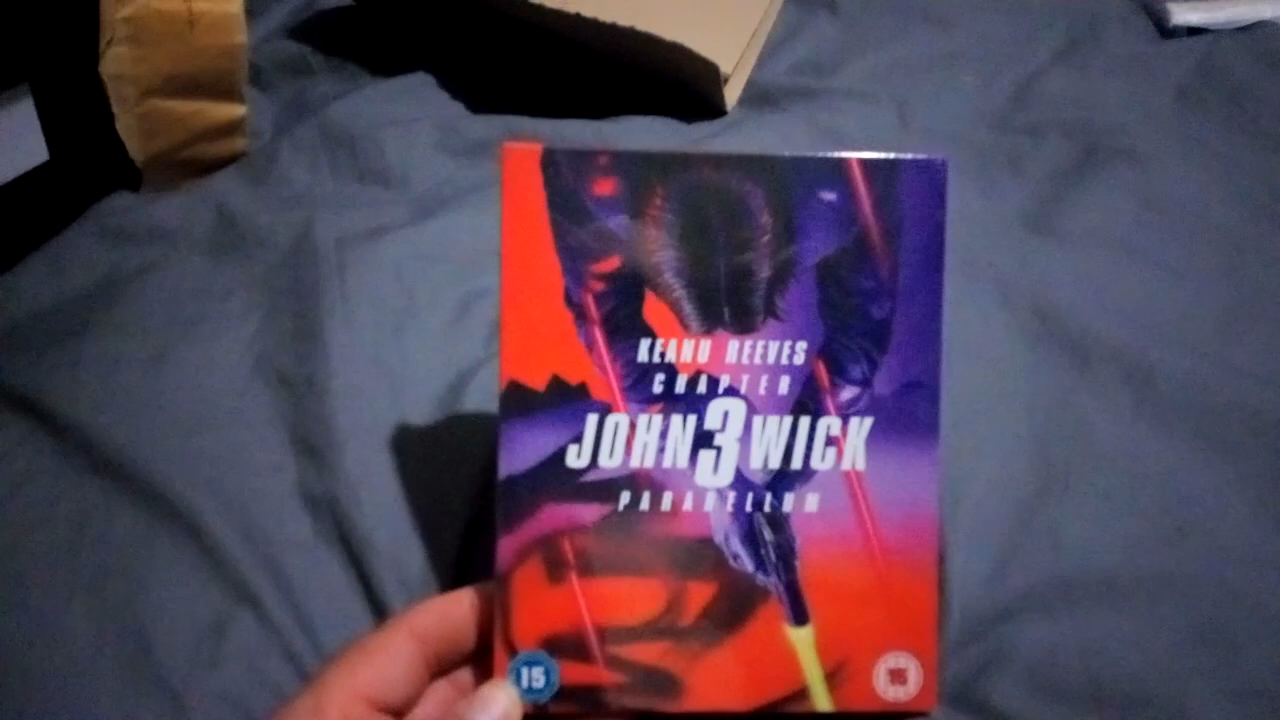 KEANU REEVES
CHAPTER
JOHN 3 WICK
PARABELLUM
15 15